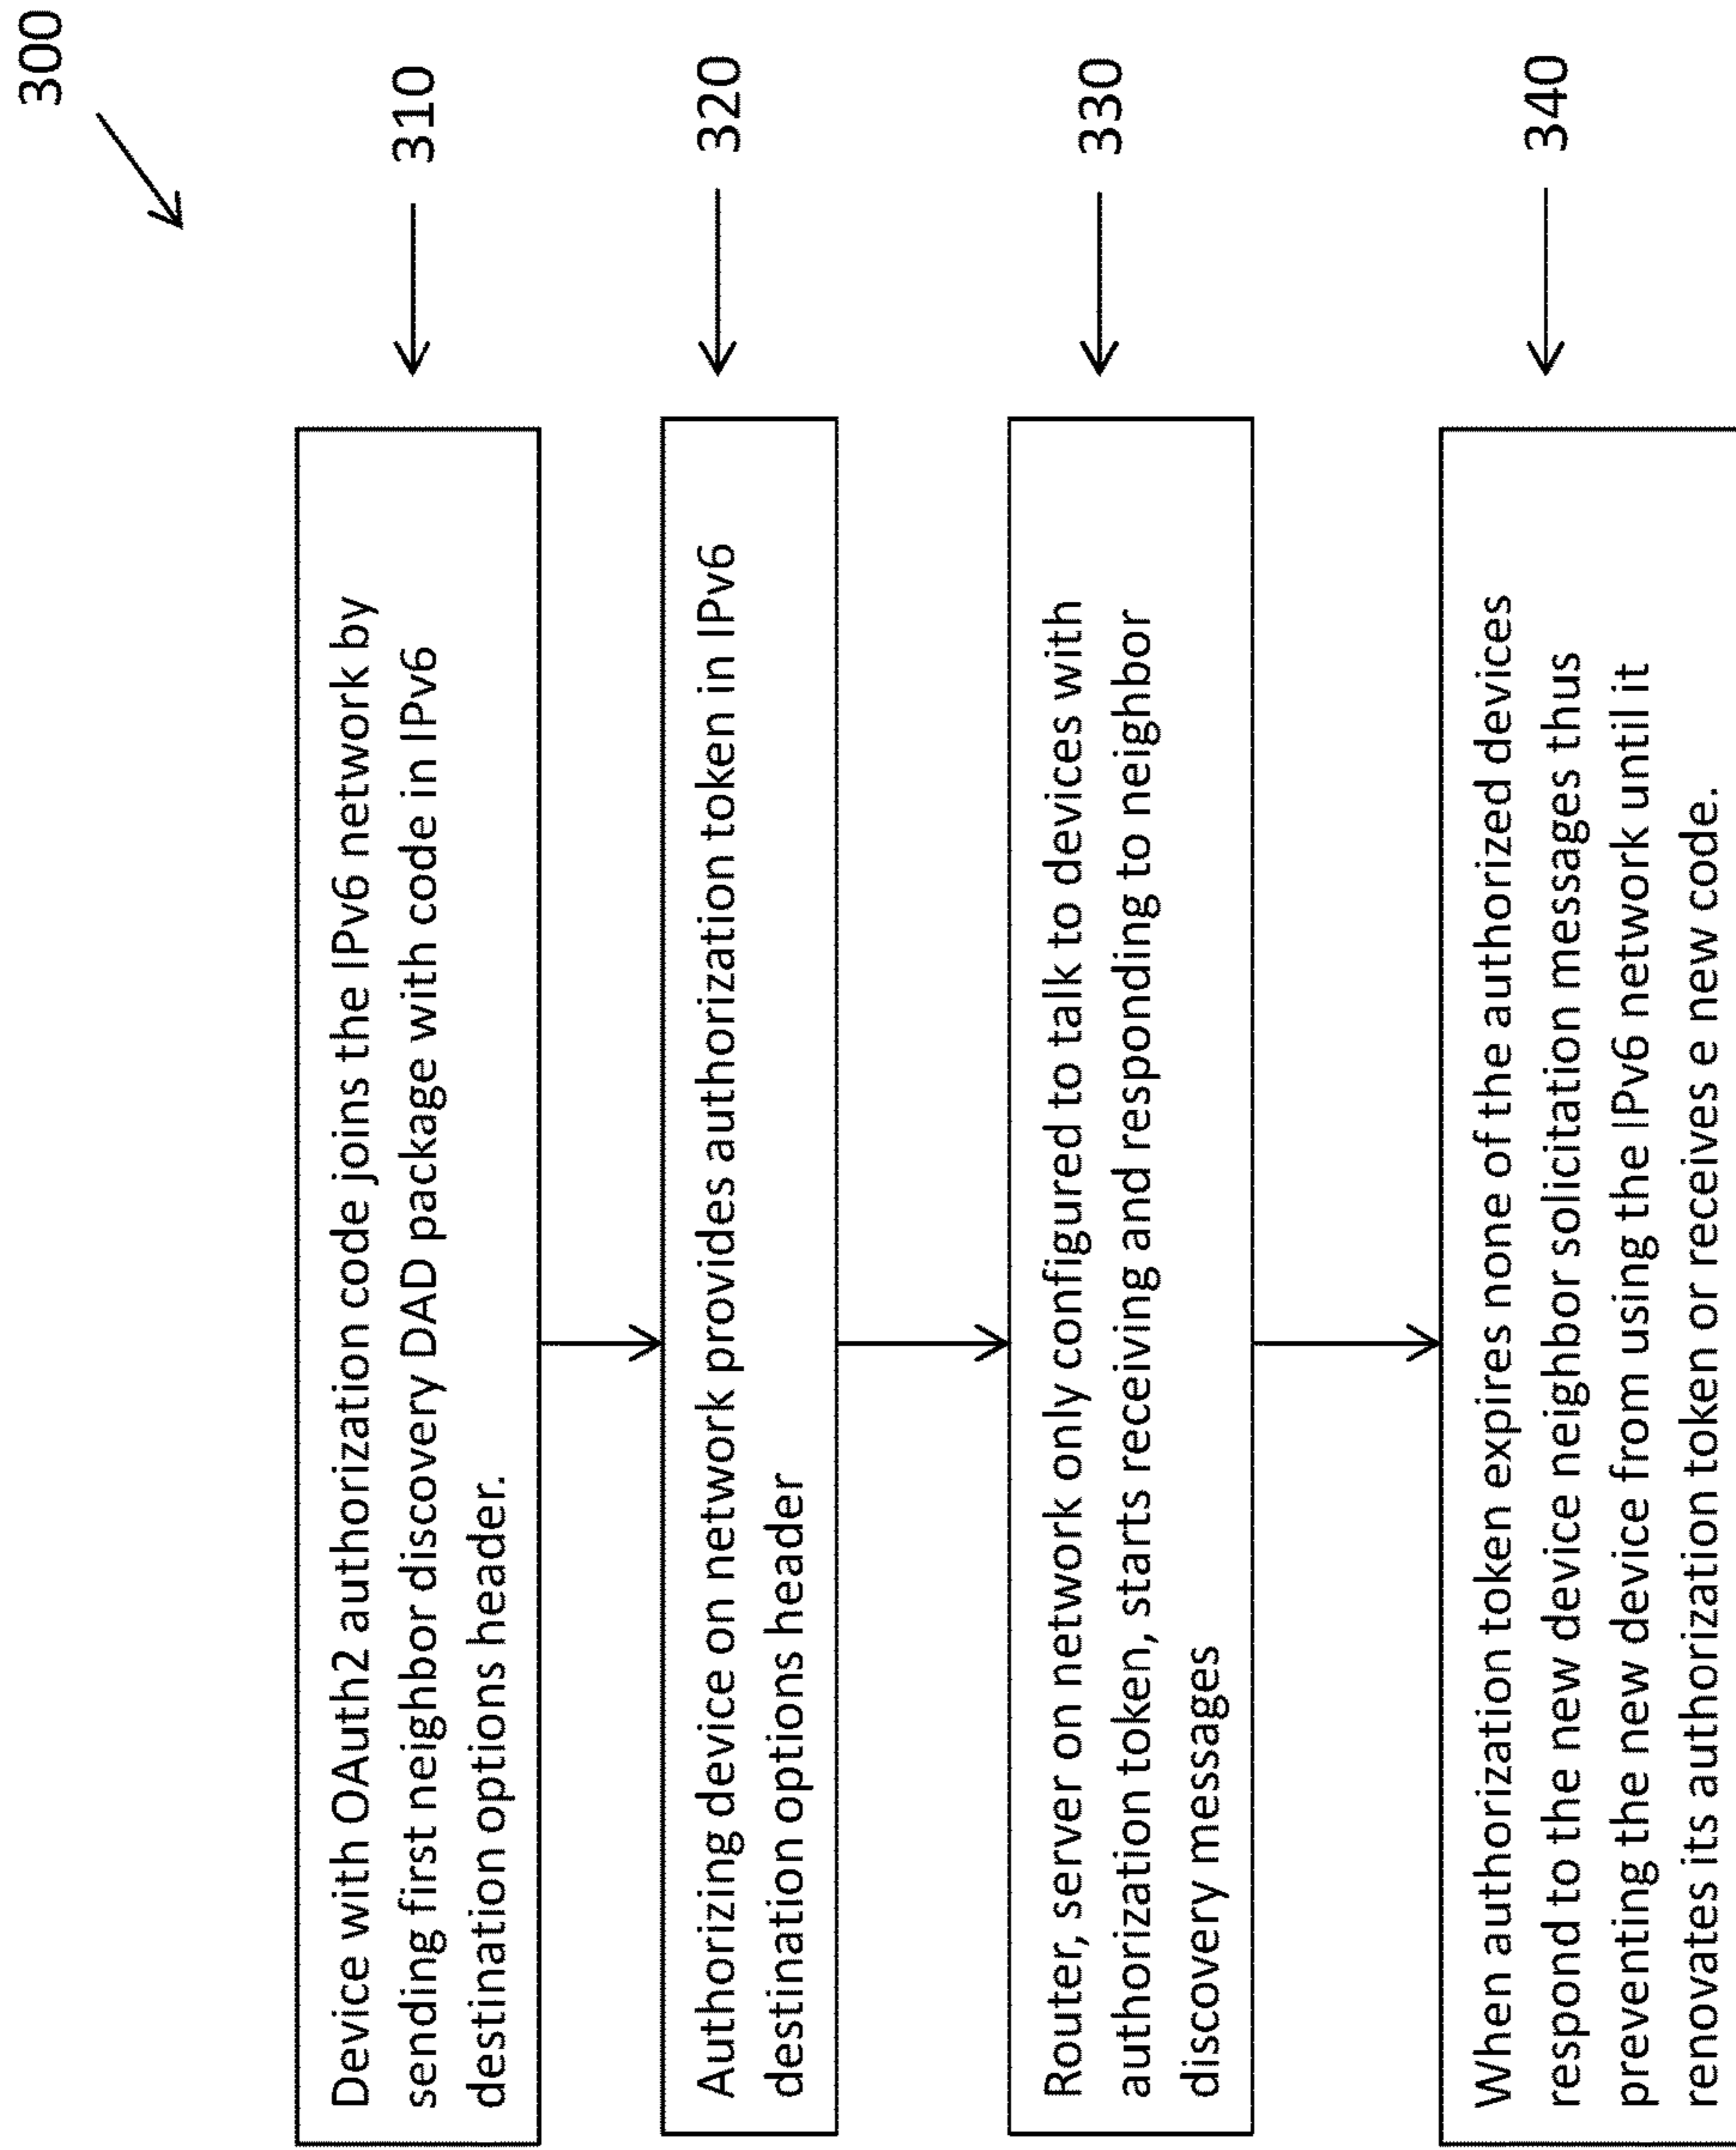 300
Device with OAuth2 authorization code joins the IPv6 network by
sending first neighbor discovery DAD package with code in IPv6
destination options header.
310
Authorizing device on network provides authorization token in IPv6
destination options header
320
Router, server on network only configured to talk to devices with
authorization token, starts receiving and responding to neighbor
discovery messages
330
When authorization token expires none of the authorized devices
respond to the new device neighbor solicitation messages thus
preventing the new device from using the IPv6 network until it
renovates its authorization token or receives e new code.
340